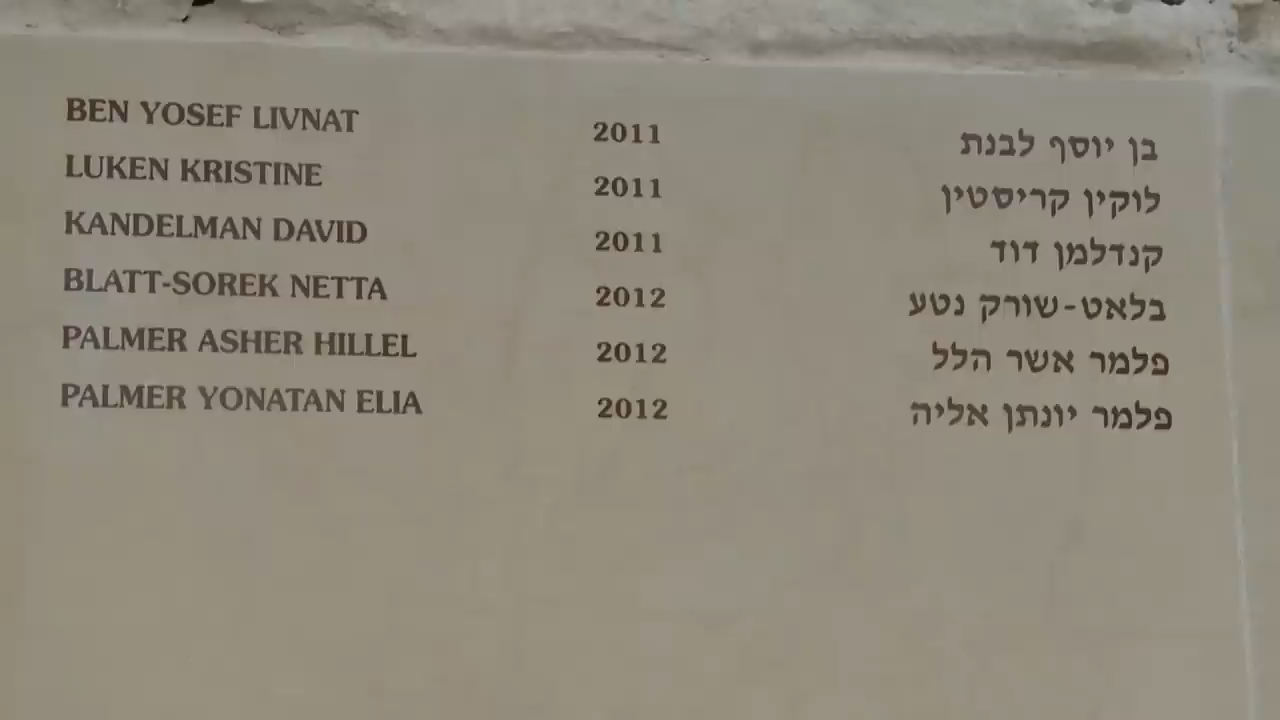 BEN YOSEF LIVNAT 2011 בן יוסף לבנת
LUKEN KRISTINE 2011 לוקין קריסטין
KANDELMAN DAVID 2011 קנדלמן דוד
BLATT-SOREK NETTA 2012 בלאט-שורק נטע
PALMER ASHER HILLEL 2012 פלמר אשר הלל
PALMER YONATAN ELIA 2012 פלמר יונתן אליה